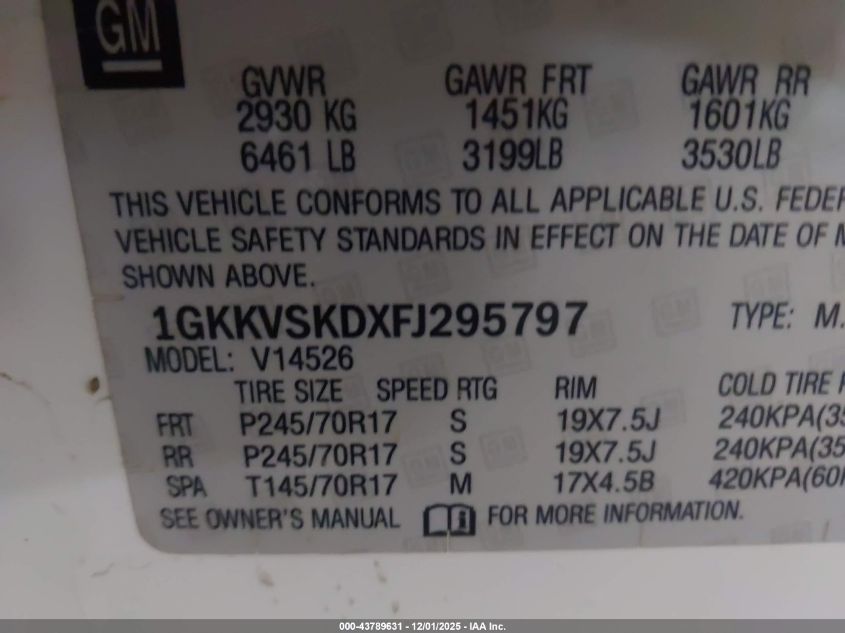 GM
GVWR GAWR FRT GAWR RR
2930 KG 1451KG 1601KG
6461 LB 3199LB 3530LB
THIS VEHICLE CONFORMS TO ALL APPLICABLE U.S. FEDER
VEHICLE SAFETY STANDARDS IN EFFECT ON THE DATE OF M
SHOWN ABOVE.
1GKKVSKDXFJ295797 TYPE: M.
MODEL: V14526
TIRE SIZE SPEED RTG RIM COLD TIRE P
FRT P245/70R17 S 19X7.5J 240KPA(35
RR P245/70R17 S 19X7.5J 240KPA(35
SPA T145/70R17 M 17X4.5B 420KPA(60
SEE OWNER'S MANUAL FOR MORE INFORMATION.
000-43789631 - 12/01/2025 - IAA Inc.